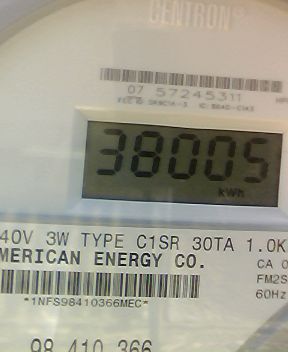 CENTRON®
07 57245311
38005
kWh
40V 3W TYPE C1SR 30TA 1.0K
MERICAN ENERGY CO.
CA 0
FM2S
60Hz
*1NFS98410366MEC*
98 410 366